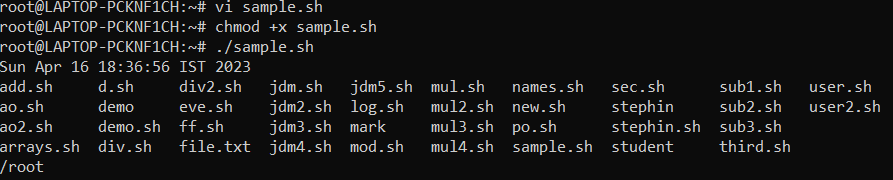 root@LAPTOP-PCKNF1CH:~# vi sample.sh
root@LAPTOP-PCKNF1CH:~# chmod +x sample.sh
root@LAPTOP-PCKNF1CH:~# ./sample.sh
Sun Apr 16 18:36:56 IST 2023
add.sh d.sh div2.sh jdm.sh jdm5.sh mul.sh names.sh sec.sh sub1.sh user.sh
ao.sh demo eve.sh jdm2.sh log.sh mul2.sh new.sh stephin sub2.sh user2.sh
ao2.sh demo.sh ff.sh jdm3.sh mark mul3.sh po.sh stephin.sh sub3.sh
arrays.sh div.sh file.txt jdm4.sh mod.sh mul4.sh sample.sh student third.sh
/root